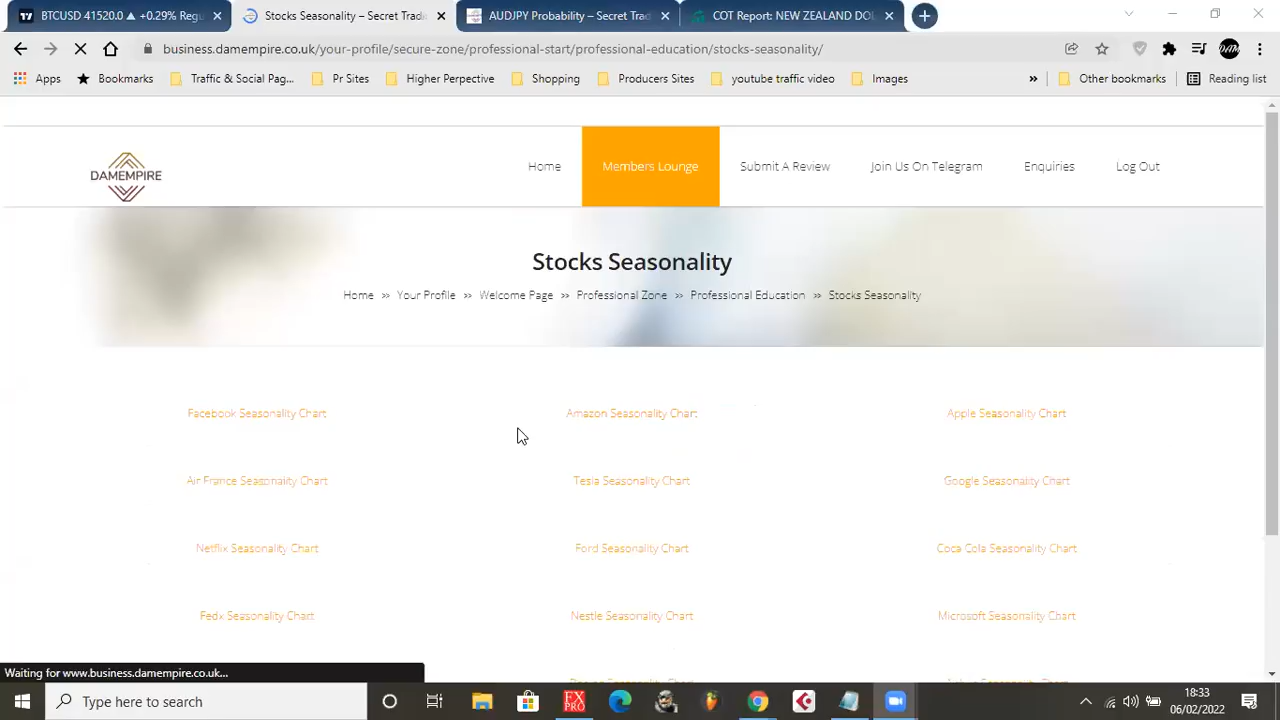 BTCUSD 41520.0 ▲ +0.29% Regu
Stocks Seasonality – Secret Tradi
AUDJPY Probability – Secret Trad
COT Report: NEW ZEALAND DOL
business.damempire.co.uk/your-profile/secure-zone/professional-start/professional-education/stocks-seasonality/
Apps
Bookmarks
Traffic & Social Pag...
Pr Sites
Higher Perpective
Shopping
Producers Sites
youtube traffic video
Images
»
Other bookmarks
Reading list
DAMEMPIRE
Home
Members Lounge
Submit A Review
Join Us On Telegram
Enquiries
Log Out
Stocks Seasonality
Home » Your Profile » Welcome Page » Professional Zone » Professional Education » Stocks Seasonality
Facebook Seasonality Chart
Amazon Seasonality Chart
Apple Seasonality Chart
Air France Seasonality Chart
Tesla Seasonality Chart
Google Seasonality Chart
Netflix Seasonality Chart
Ford Seasonality Chart
Coca Cola Seasonality Chart
Fedx Seasonality Chart
Nestle Seasonality Chart
Microsoft Seasonality Chart
Waiting for www.business.damempire.co.uk...
Type here to search
FX
PRO
18:33
06/02/2022